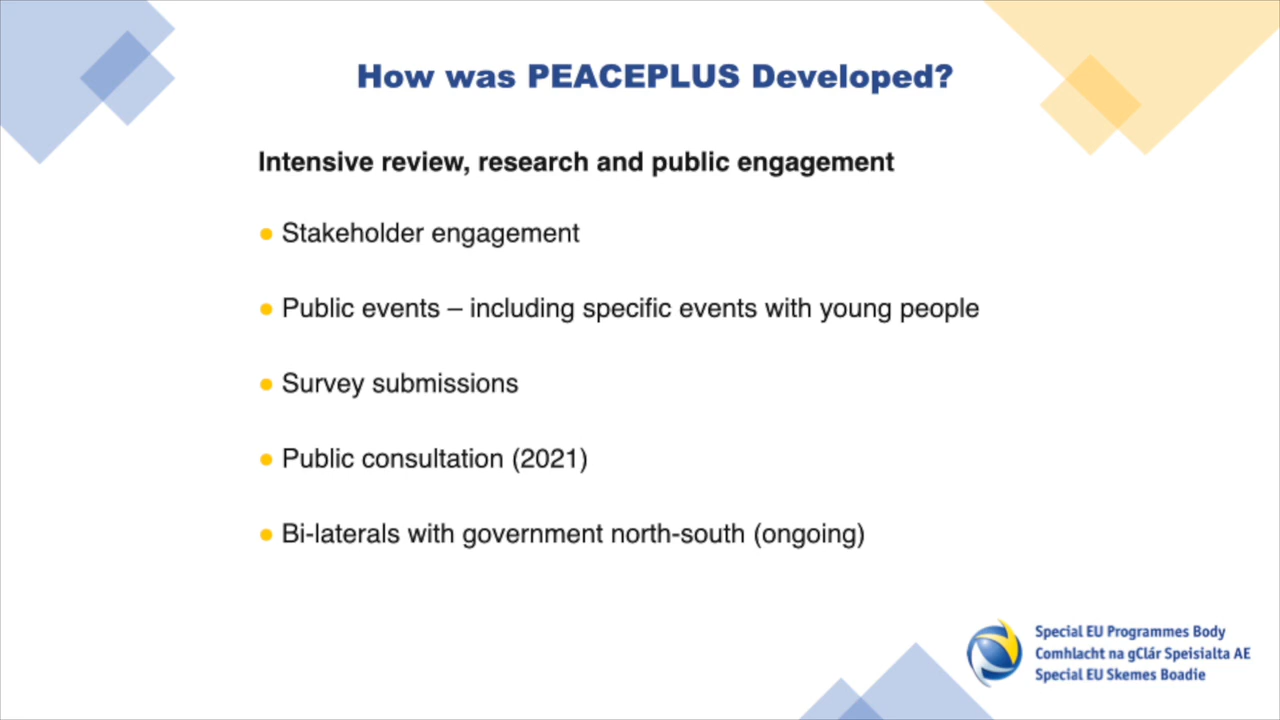 How was PEACEPLUS Developed?
Intensive review, research and public engagement
● Stakeholder engagement
● Public events – including specific events with young people
● Survey submissions
● Public consultation (2021)
● Bi-laterals with government north-south (ongoing)
Special EU Programmes Body
Comhlacht na gClár Speisialta AE
Special EU Skemes Boadie